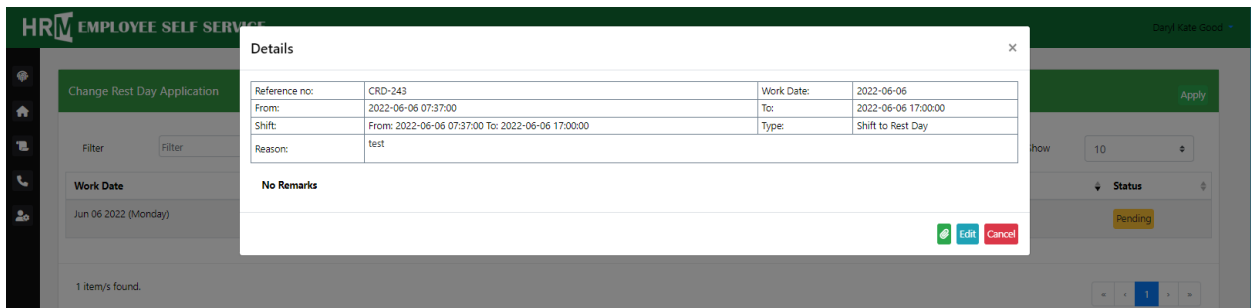 HRM EMPLOYEE SELF SERVICE
Daryl Kate Good
Details ×
Change Rest Day Application
Apply
Reference no: CRD-243 Work Date: 2022-06-06
From: 2022-06-06 07:37:00 To: 2022-06-06 17:00:00
Shift: From: 2022-06-06 07:37:00 To: 2022-06-06 17:00:00 Type: Shift to Rest Day
Reason: test
Filter Filter
how 10
No Remarks
Work Date Status
Jun 06 2022 (Monday) Pending
Edit Cancel
1 item/s found.
« ‹ 1 › »